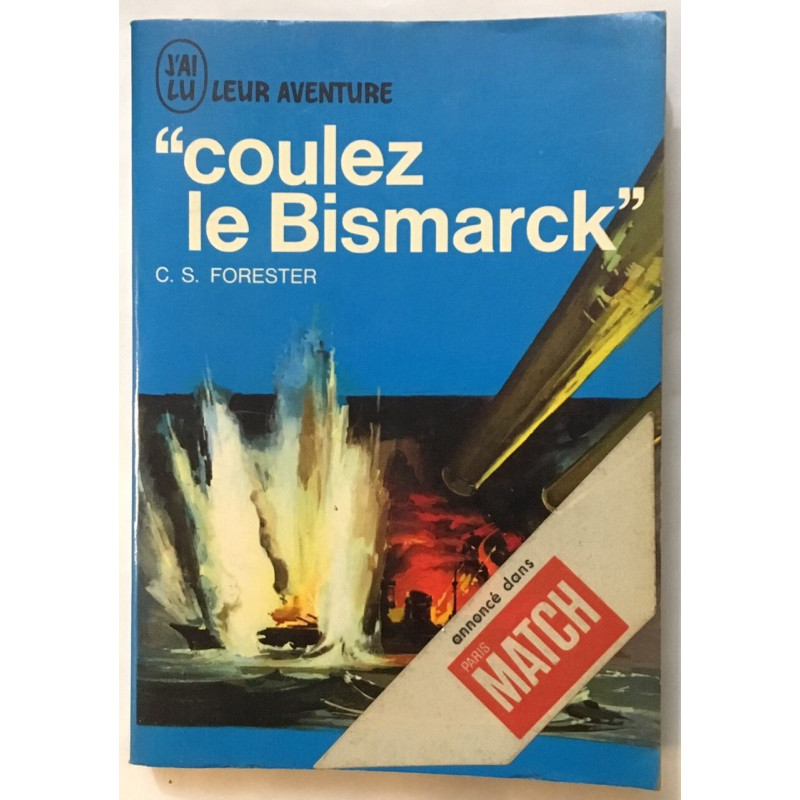 J'AI
LU
LEUR AVENTURE
“coulez
le Bismarck”
C. S. FORESTER
annoncé dans
PARIS
MATCH